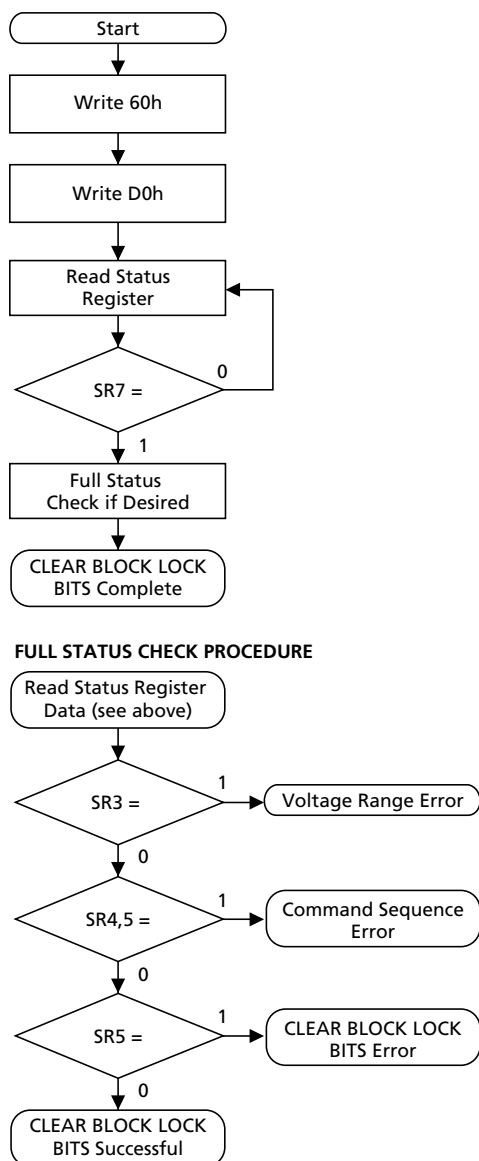 Start
Write 60h
Write D0h
Read Status
Register
0
SR7 =
1
Full Status
Check if Desired
CLEAR BLOCK LOCK
BITS Complete
FULL STATUS CHECK PROCEDURE
Read Status Register
Data (see above)
1
SR3 =
Voltage Range Error
0
1
SR4,5 =
Command Sequence
Error
0
1
SR5 =
CLEAR BLOCK LOCK
BITS Error
0
CLEAR BLOCK LOCK
BITS Successful